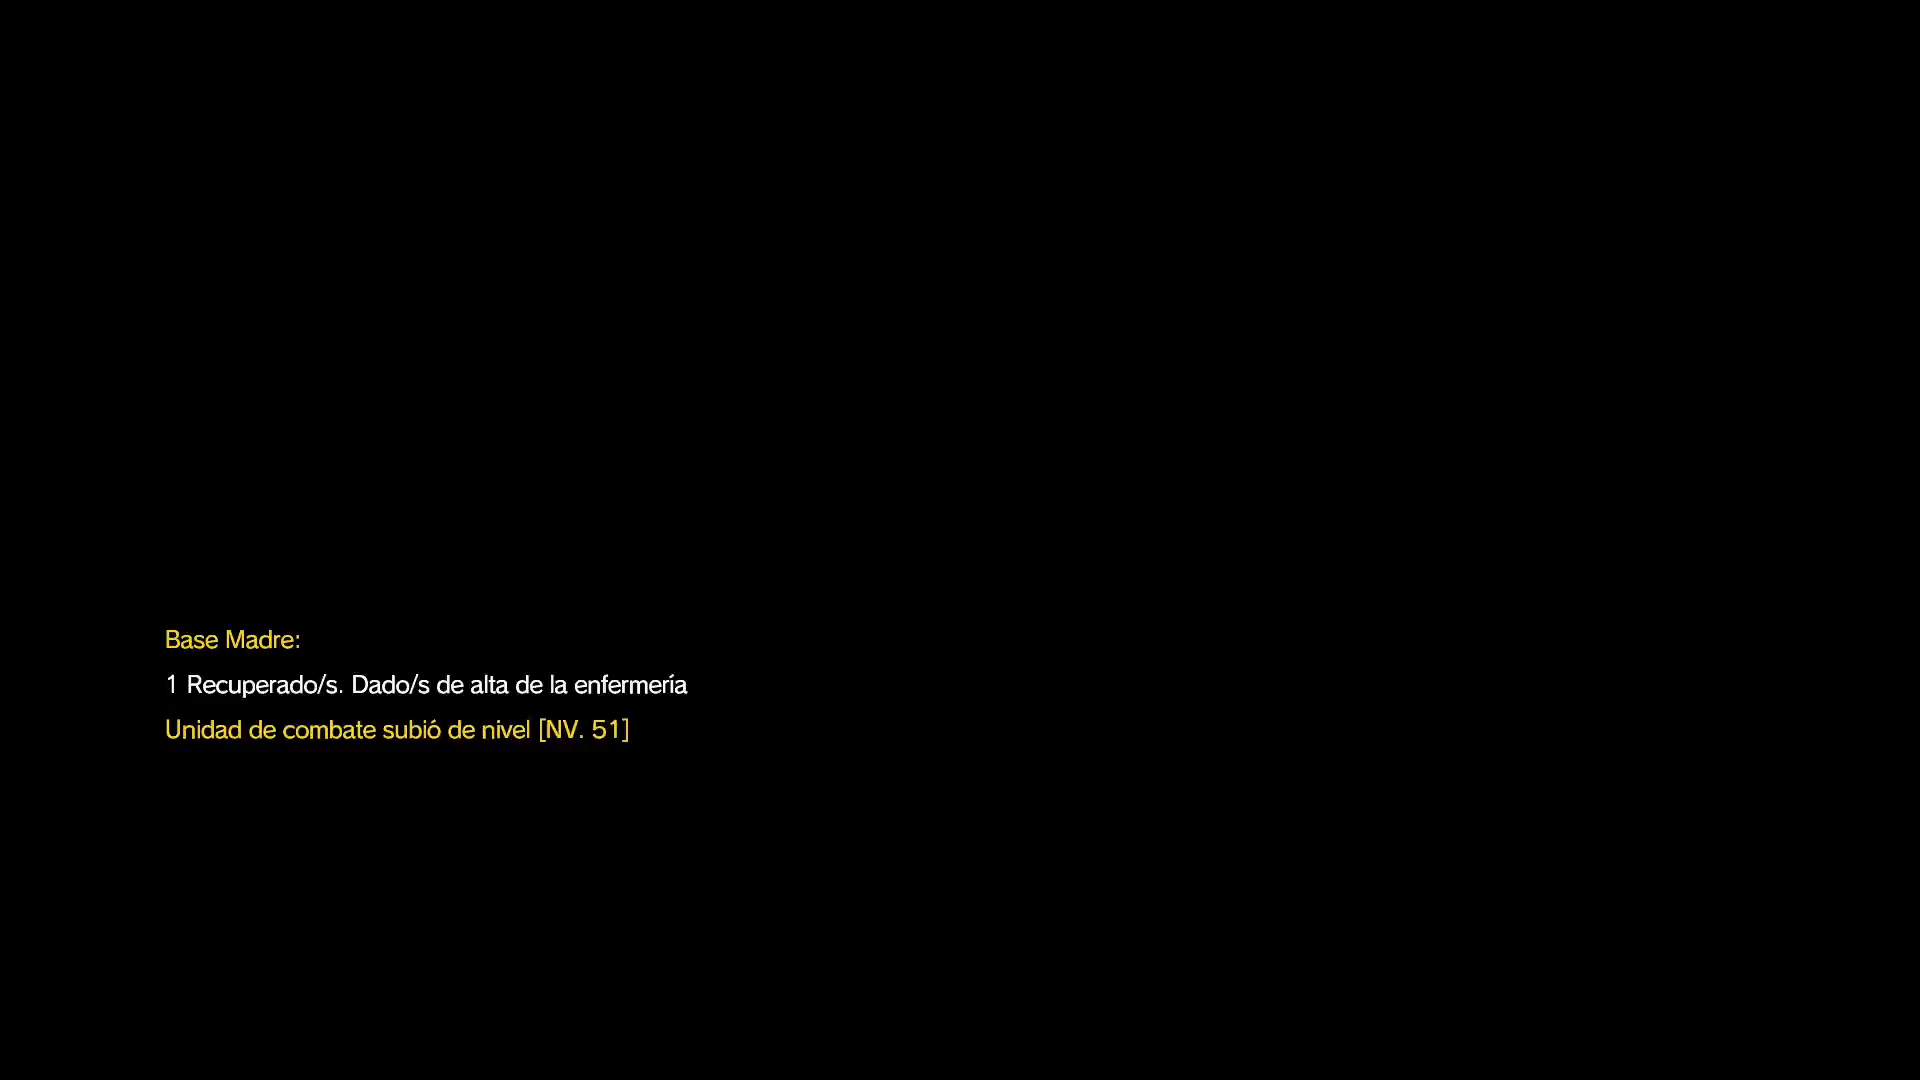 Base Madre:
1 Recuperado/s. Dado/s de alta de la enfermería
Unidad de combate subió de nivel [NV. 51]